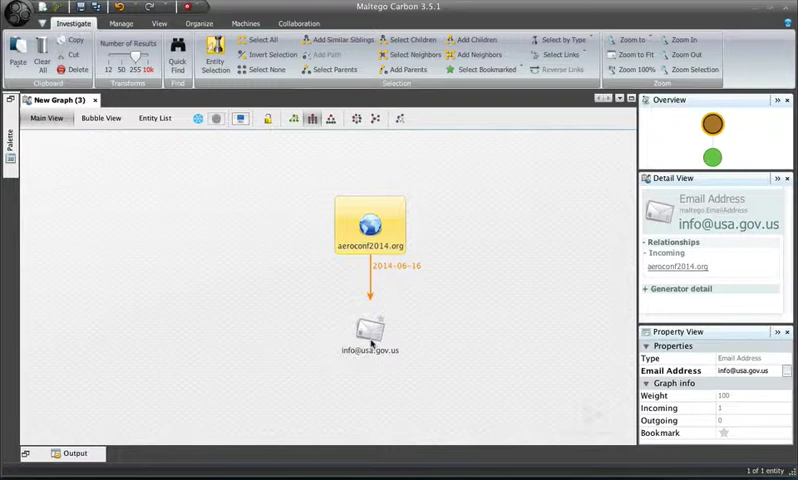 Maltego Carbon 3.5.1
Investigate Manage View Organize Machines Collaboration
Paste
Clear All
Copy
Cut
Delete
Clipboard
Number of Results
12 50 255 10k
Transforms
Quick Find
Find
Entity Selection
Select All
Invert Selection
Select None
Add Similar Siblings
Add Path
Select Parents
Select Children
Select Neighbors
Add Parents
Add Children
Add Neighbors
Select Bookmarked
Select by Type
Select Links
Reverse Links
Selection
Zoom to
Zoom to Fit
Zoom 100%
Zoom In
Zoom Out
Zoom Selection
Zoom
Palette
New Graph (3)
Main View Bubble View Entity List
aeroconf2014.org
2014-06-16
info@usa.gov.us
Output
Overview
Detail View
Email Address
maltego.EmailAddress
info@usa.gov.us
- Relationships
- Incoming
aeroconf2014.org
+ Generator detail
Property View
Properties
Type Email Address
Email Address info@usa.gov.us ...
Graph info
Weight 100
Incoming 1
Outgoing 0
Bookmark
1 of 1 entity